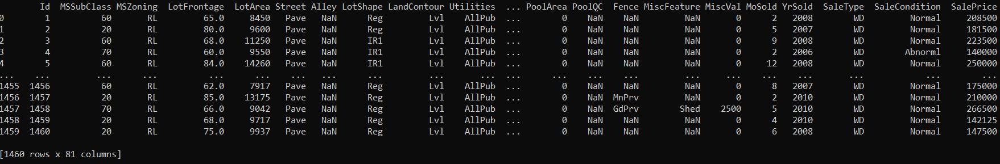 Id MSSubClass MSZoning LotFrontage LotArea Street Alley LotShape LandContour Utilities ... PoolArea PoolQC Fence MiscFeature MiscVal MoSold YrSold SaleType SaleCondition SalePrice
0 1 60 RL 65.0 8450 Pave NaN Reg Lvl AllPub ... 0 NaN NaN NaN 0 2 2008 WD Normal 208500
1 2 20 RL 80.0 9600 Pave NaN Reg Lvl AllPub ... 0 NaN NaN NaN 0 5 2007 WD Normal 181500
2 3 60 RL 68.0 11250 Pave NaN IR1 Lvl AllPub ... 0 NaN NaN NaN 0 9 2008 WD Normal 223500
3 4 70 RL 60.0 9550 Pave NaN IR1 Lvl AllPub ... 0 NaN NaN NaN 0 2 2006 WD Abnorml 140000
4 5 60 RL 84.0 14260 Pave NaN IR1 Lvl AllPub ... 0 NaN NaN NaN 0 12 2008 WD Normal 250000
... ... ... ... ... ... ... ... ... ... ... ... ... ... ... ... ... ... ... ... ... ...
1455 1456 60 RL 62.0 7917 Pave NaN Reg Lvl AllPub ... 0 NaN NaN NaN 0 8 2007 WD Normal 175000
1456 1457 20 RL 85.0 13175 Pave NaN Reg Lvl AllPub ... 0 NaN MnPrv NaN 0 2 2010 WD Normal 210000
1457 1458 70 RL 66.0 9042 Pave NaN Reg Lvl AllPub ... 0 NaN GdPrv Shed 2500 5 2010 WD Normal 266500
1458 1459 20 RL 68.0 9717 Pave NaN Reg Lvl AllPub ... 0 NaN NaN NaN 0 4 2010 WD Normal 142125
1459 1460 20 RL 75.0 9937 Pave NaN Reg Lvl AllPub ... 0 NaN NaN NaN 0 6 2008 WD Normal 147500
[1460 rows x 81 columns]